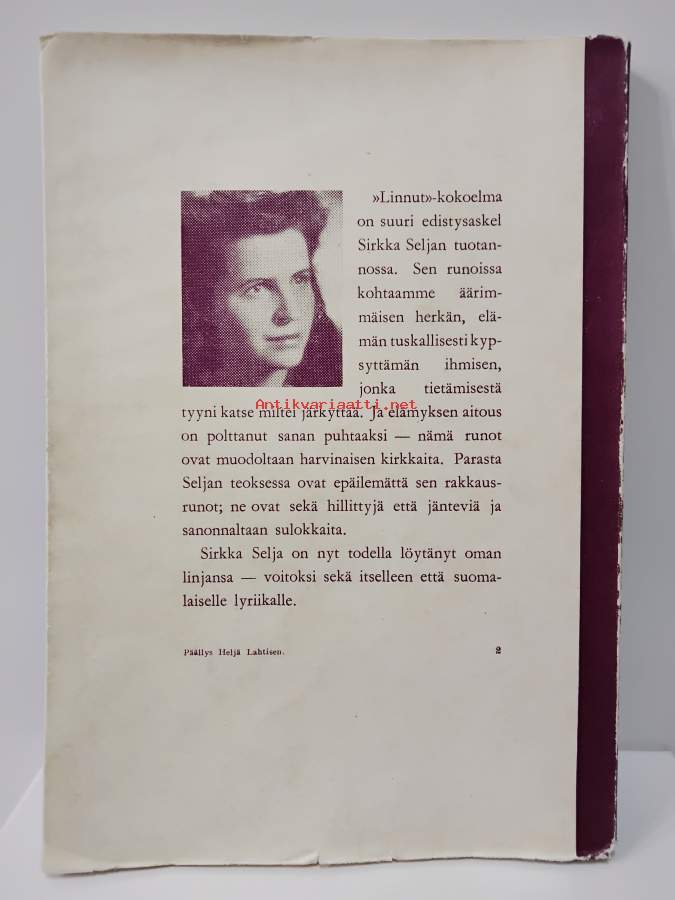 »Linnut»-kokoelma
on suuri edistysaskel
Sirkka Seljan tuotan-
nossa. Sen runoissa
kohtaamme äärim-
mäisen herkän, elä-
män tuskallisesti kyp-
syttämän ihmisen,
jonka tietämisestä
tyyni katse miltei järkyttää. Ja elämyksen aitous
Antikvariaatti.net
on polttanut sanan puhtaaksi — nämä runot
ovat muodoltaan harvinaisen kirkkaita. Parasta
Seljan teoksessa ovat epäilemättä sen rakkaus-
runot; ne ovat sekä hillittyjä että jänteviä ja
sanonnaltaan sulokkaita.
Sirkka Selja on nyt todella löytänyt oman
linjansa — voitoksi sekä itselleen että suoma-
laiselle lyriikalle.
Päällys Heljä Lahtisen.
2